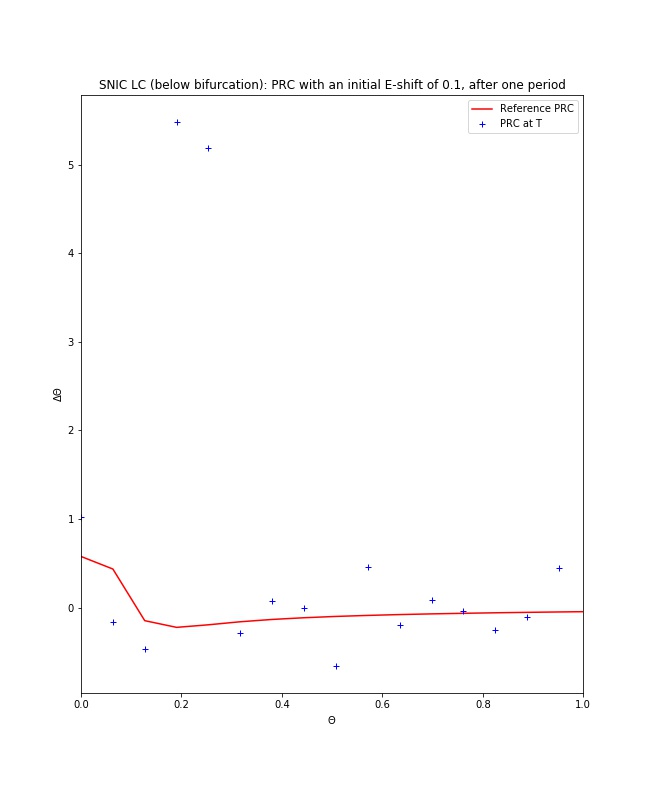 SNIC LC (below bifurcation): PRC with an initial E-shift of 0.1, after one period
Reference PRC
PRC at T
5
4
3
2
1
0
ΔΘ
0.0 0.2 0.4 0.6 0.8 1.0
Θ